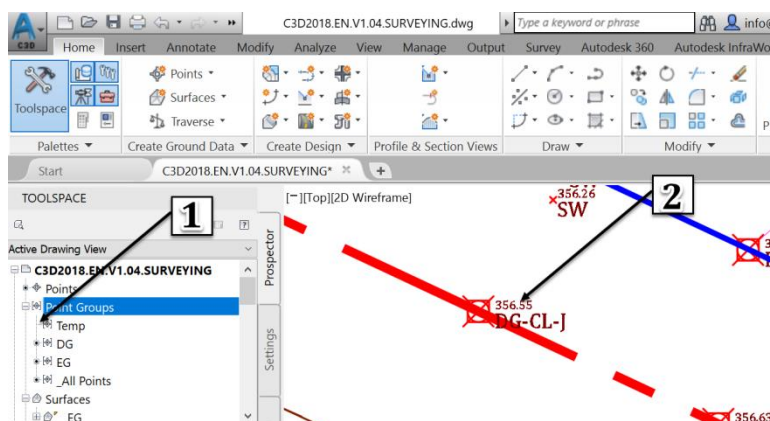 C3D2018.EN.V1.04.SURVEYING.dwg
Type a keyword or phrase
info@
C3D
Home Insert Annotate Modify Analyze View Manage Output Survey Autodesk 360 Autodesk InfraWo
Toolspace
Points
Surfaces
Traverse
Palettes
Create Ground Data
Create Design
Profile & Section Views
Draw
Modify
P
Start
C3D2018.EN.V1.04.SURVEYING*
TOOLSPACE
1
Active Drawing View
C3D2018.EN.V1.04.SURVEYING
Points
Point Groups
Temp
DG
EG
_All Points
Surfaces
EG
Prospector
Settings
[−][Top][2D Wireframe]
356.26
SW
2
356.55
DG-CL-J
356.63